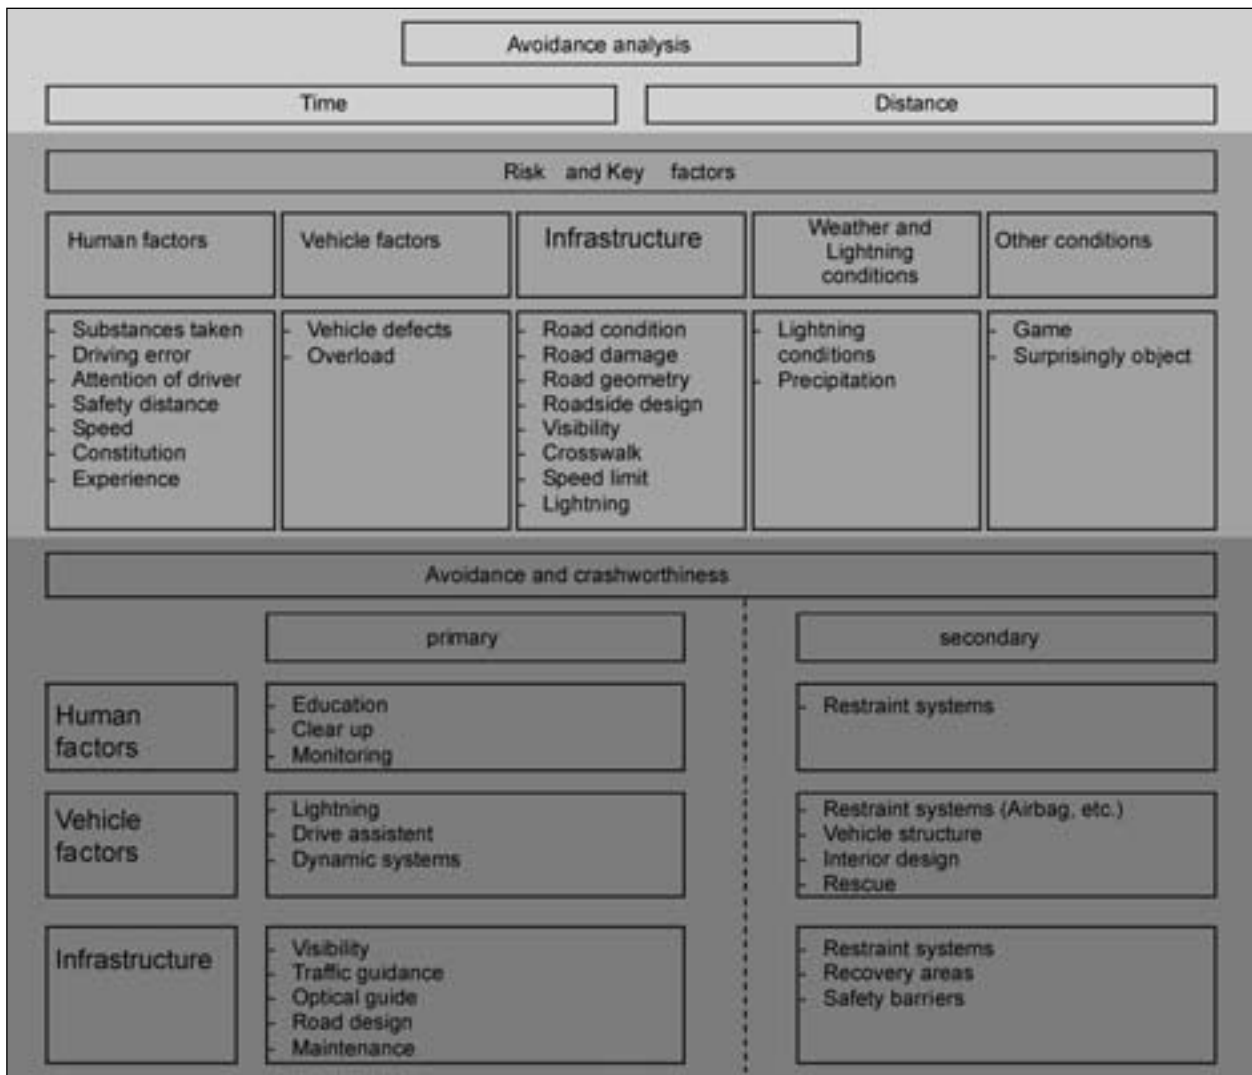 Avoidance analysis
Time
Distance
Risk and Key factors
Human factors
Vehicle factors
Infrastructure
Weather and
Lightning
conditions
Other conditions
- Substances taken
- Driving error
- Attention of driver
- Safety distance
- Speed
- Constitution
- Experience
- Vehicle defects
- Overload
- Road condition
- Road damage
- Road geometry
- Roadside design
- Visibility
- Crosswalk
- Speed limit
- Lightning
- Lightning
conditions
- Precipitation
- Game
- Surprisingly object
Avoidance and crashworthiness
primary
secondary
Human
factors
- Education
- Clear up
- Monitoring
- Restraint systems
Vehicle
factors
- Lightning
- Drive assistent
- Dynamic systems
- Restraint systems (Airbag, etc.)
- Vehicle structure
- Interior design
- Rescue
Infrastructure
- Visibility
- Traffic guidance
- Optical guide
- Road design
- Maintenance
- Restraint systems
- Recovery areas
- Safety barriers